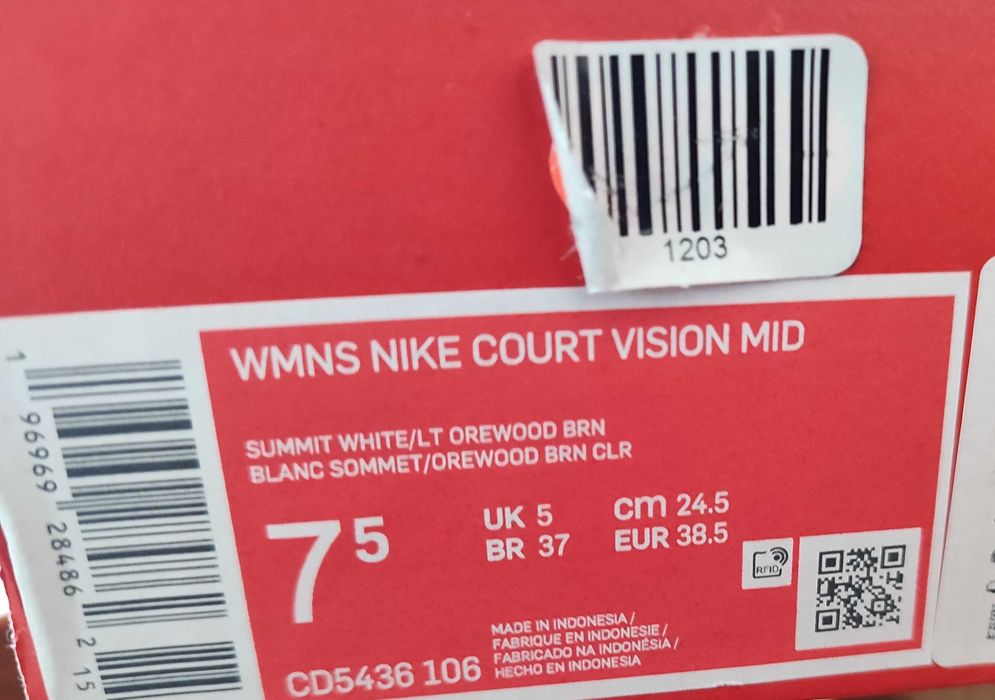 1203
WMNS NIKE COURT VISION MID
SUMMIT WHITE/LT OREWOOD BRN
BLANC SOMMET/OREWOOD BRN CLR
7 5
UK 5
cm 24.5
BR 37
EUR 38.5
RFID
MADE IN INDONESIA /
FABRIQUE EN INDONESIE /
FABRICADO NA INDONÉSIA /
HECHO EN INDONESIA
CD5436 106
1 96969 28486 2 15